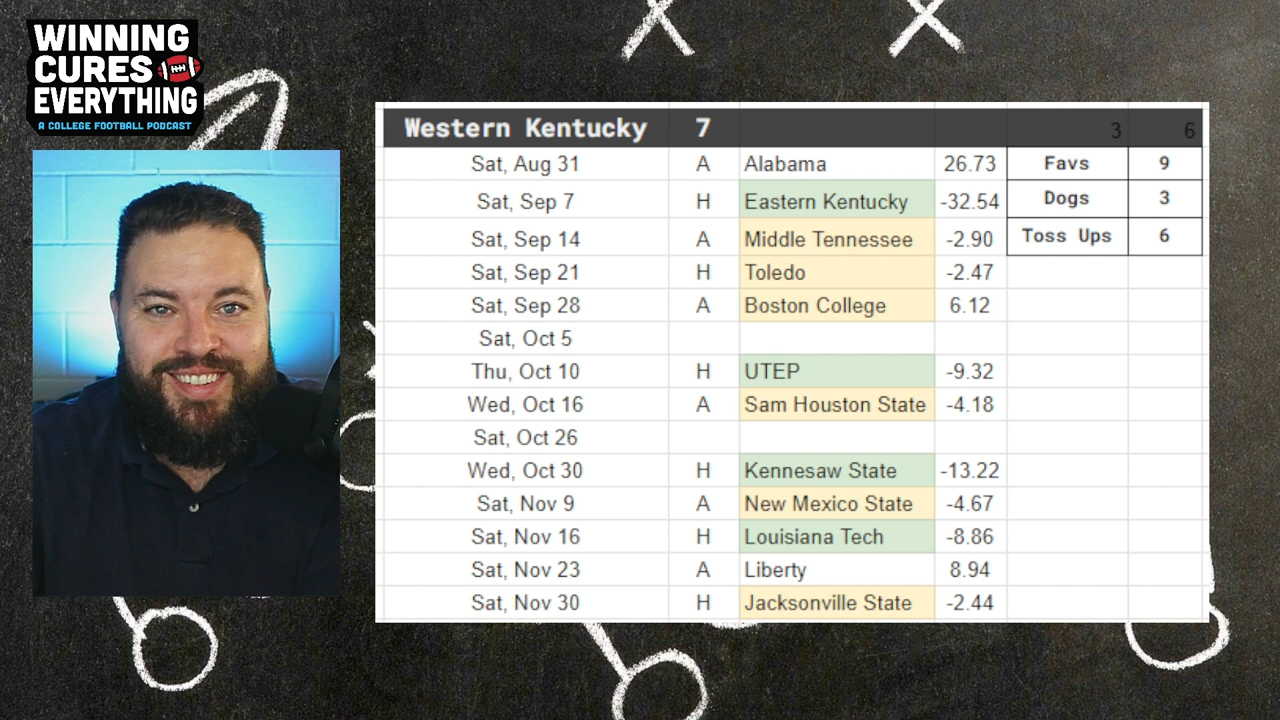 WINNING
CURES
EVERYTHING
A COLLEGE FOOTBALL PODCAST
Western Kentucky 7 3 6
Sat, Aug 31 A Alabama 26.73 Favs 9
Sat, Sep 7 H Eastern Kentucky -32.54 Dogs 3
Sat, Sep 14 A Middle Tennessee -2.90 Toss Ups 6
Sat, Sep 21 H Toledo -2.47
Sat, Sep 28 A Boston College 6.12
Sat, Oct 5
Thu, Oct 10 H UTEP -9.32
Wed, Oct 16 A Sam Houston State -4.18
Sat, Oct 26
Wed, Oct 30 H Kennesaw State -13.22
Sat, Nov 9 A New Mexico State -4.67
Sat, Nov 16 H Louisiana Tech -8.86
Sat, Nov 23 A Liberty 8.94
Sat, Nov 30 H Jacksonville State -2.44